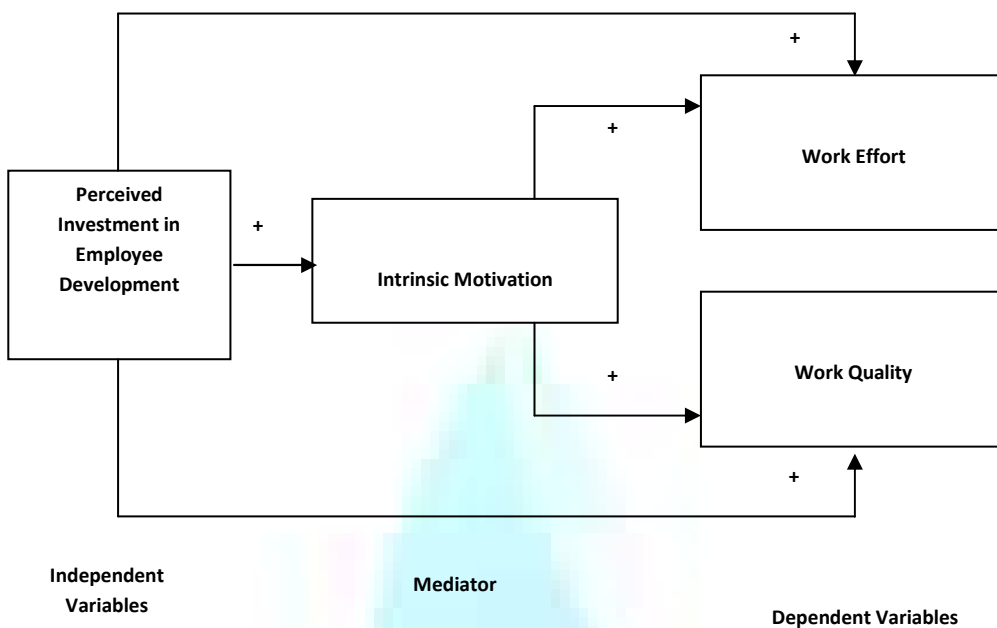 +
Work Effort
+
Perceived
Investment in
Employee
Development
+
Intrinsic Motivation
Work Quality
+
+
Independent
Variables
Mediator
Dependent Variables